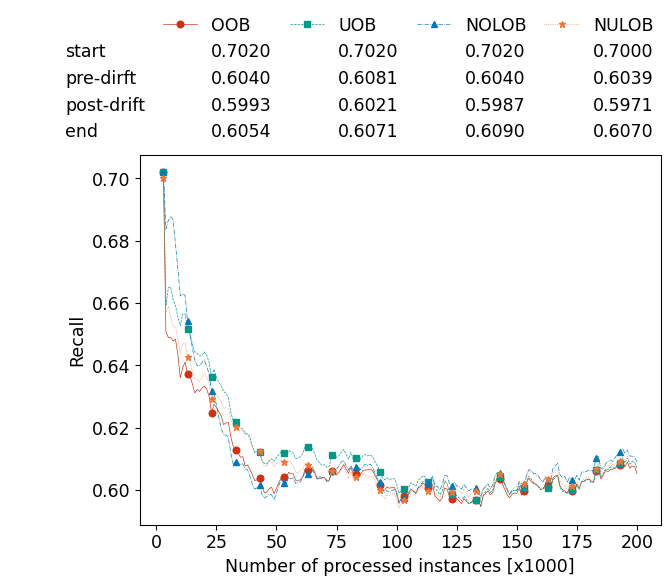 OOB UOB NOLOB NULOB
start 0.7020 0.7020 0.7020 0.7000
pre-dirft 0.6040 0.6081 0.6040 0.6039
post-drift 0.5993 0.6021 0.5987 0.5971
end 0.6054 0.6071 0.6090 0.6070
0.70
0.68
0.66
0.64
0.62
0.60
Recall
0 25 50 75 100 125 150 175 200
Number of processed instances [x1000]